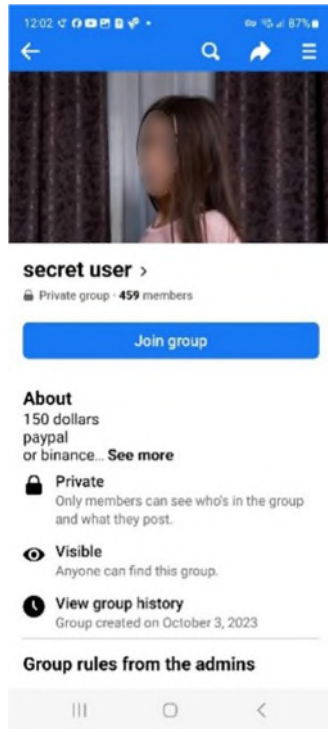 12:02
87%
secret user >
Private group · 459 members
Join group
About
150 dollars
paypal
or binance... See more
Private
Only members can see who's in the group
and what they post.
Visible
Anyone can find this group.
View group history
Group created on October 3, 2023
Group rules from the admins